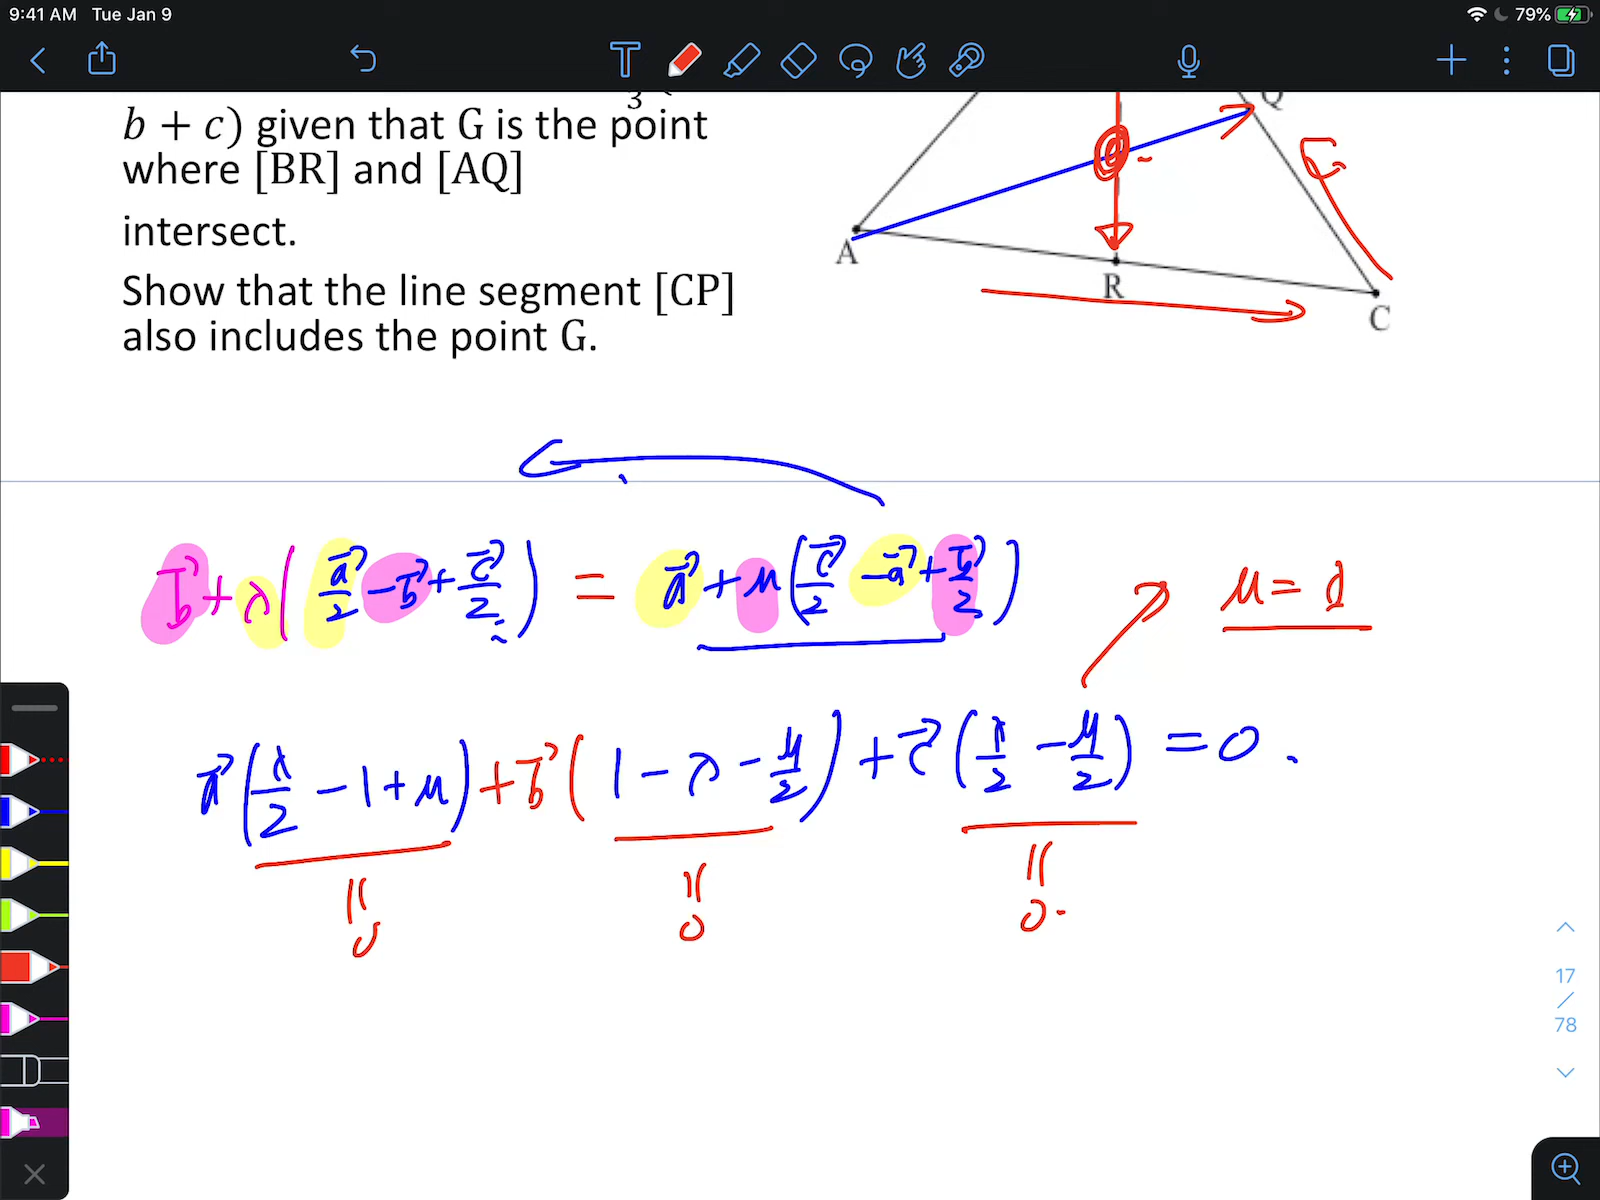 9:41 AM Tue Jan 9
79%
3
b + c) given that G is the point
where [BR] and [AQ]
intersect.
Show that the line segment [CP]
also includes the point G.
Q
A
R
C
b⃗ + λ( a⃗/2 − b⃗ + c⃗/2 ) = a⃗ + μ( c⃗/2 − a⃗ + b⃗/2 )
μ = λ
a⃗( λ/2 − 1 + μ ) + b⃗( 1 − λ − μ/2 ) + c⃗( λ/2 − μ/2 ) = 0.
= 0
= 0
= 0.
17
/
78